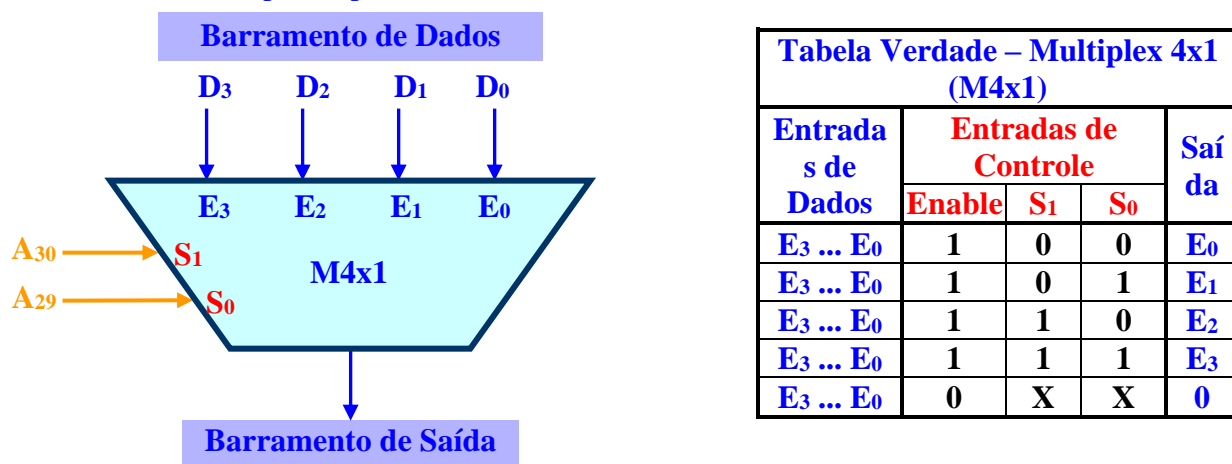 Barramento de Dados
D3 D2 D1 D0
E3 E2 E1 E0
A30 S1
M4x1
A29 S0
Barramento de Saída
Tabela Verdade – Multiplex 4x1
(M4x1)
Entrada
s de
Dados
Entradas de
Controle
Saí
da
Enable S1 S0
E3 ... E0 1 0 0 E0
E3 ... E0 1 0 1 E1
E3 ... E0 1 1 0 E2
E3 ... E0 1 1 1 E3
E3 ... E0 0 X X 0